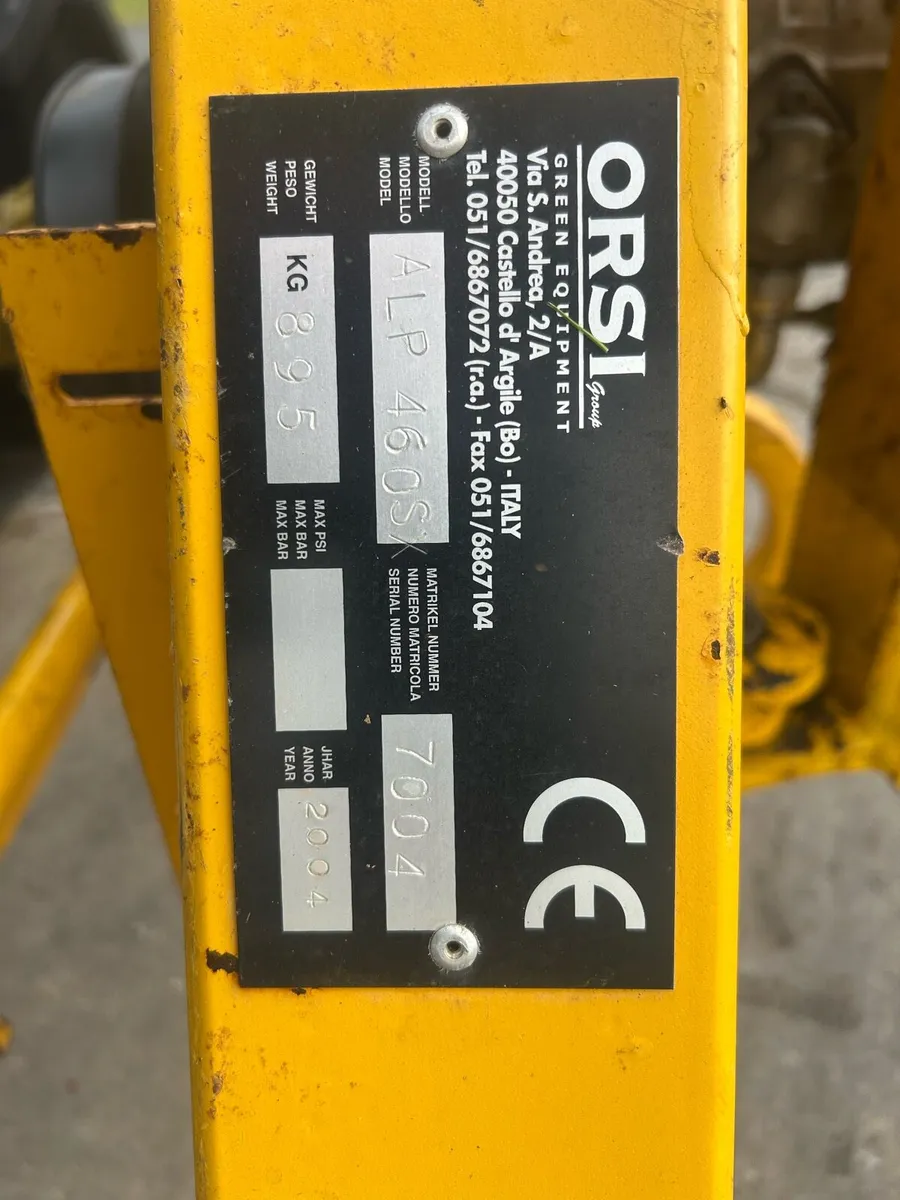 ORSI Group
GREEN EQUIPMENT
Via S. Andrea, 2/A
40050 Castello d' Argile (Bo) - ITALY
Tel. 051/6867072 (r.a.) - Fax 051/6867104
CE
MODELL.
MODELLO
MODEL
ALP 460SX
MATRIKEL NUMMER
NUMERO MATRICOLA
SERIAL NUMBER
7004
GEWICHT
PESO
WEIGHT
KG 895
MAX PSI
MAX BAR
MAX BAR
JHAR
ANNO
YEAR
2004